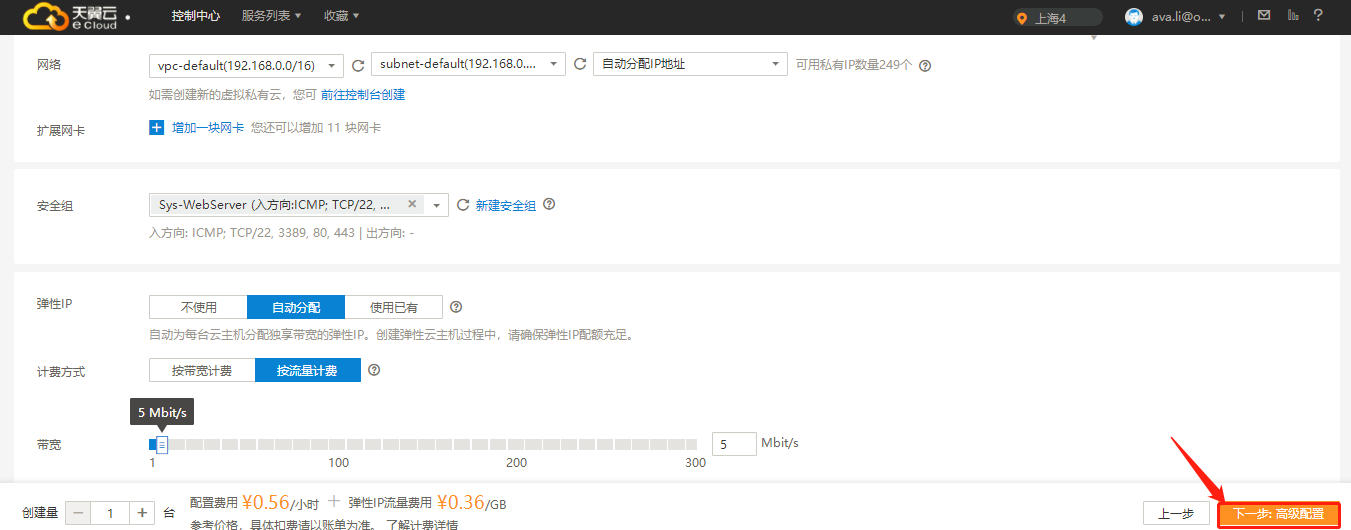 天翼云 控制中心 服务列表 收藏 上海4 ava.li@o... ?
e Cloud
网络 vpc-default(192.168.0.0/16) subnet-default(192.168.0.... 自动分配IP地址 可用私有IP数量249个 ?
如需创建新的虚拟私有云，您可 前往控制台创建
扩展网卡 + 增加一块网卡 您还可以增加 11 块网卡
安全组 Sys-WebServer (入方向:ICMP; TCP/22, ... × 新建安全组 ?
入方向: ICMP; TCP/22, 3389, 80, 443 | 出方向: -
弹性IP 不使用 自动分配 使用已有 ?
自动为每台云主机分配独享带宽的弹性IP。创建弹性云主机过程中，请确保弹性IP配额充足。
计费方式 按带宽计费 按流量计费 ?
5 Mbit/s
带宽 5 Mbit/s
1 100 200 300
创建量 − 1 + 台 配置费用 ¥0.56/小时 + 弹性IP流量费用 ¥0.36/GB 上一步 下一步: 高级配置
参考价格，具体扣费请以账单为准。 了解计费详情